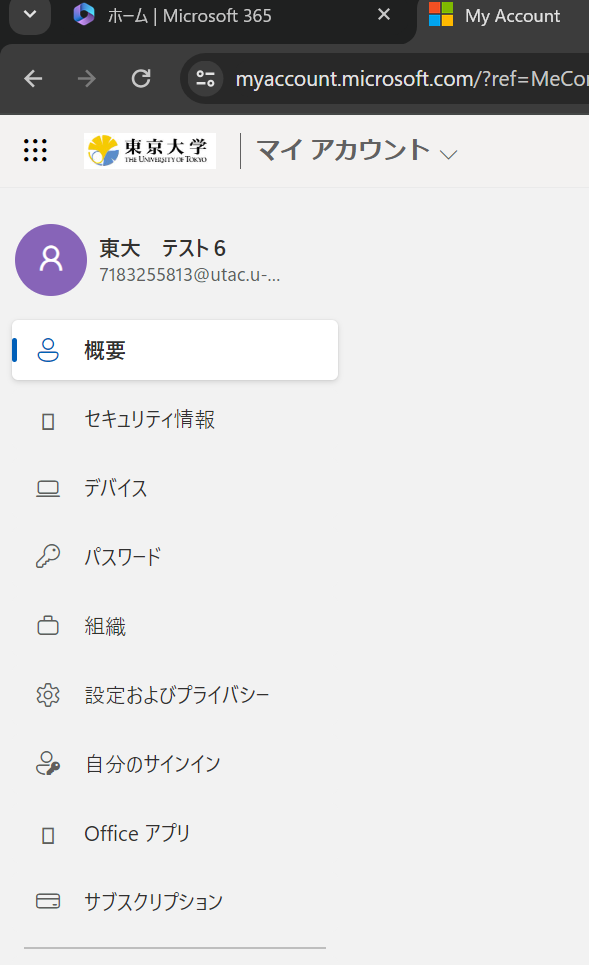 ホーム | Microsoft 365
My Account
myaccount.microsoft.com/?ref=MeCo
東京大学
THE UNIVERSITY OF TOKYO
マイ アカウント
東大　テスト6
7183255813@utac.u-...
概要
セキュリティ情報
デバイス
パスワード
組織
設定およびプライバシー
自分のサインイン
Office アプリ
サブスクリプション